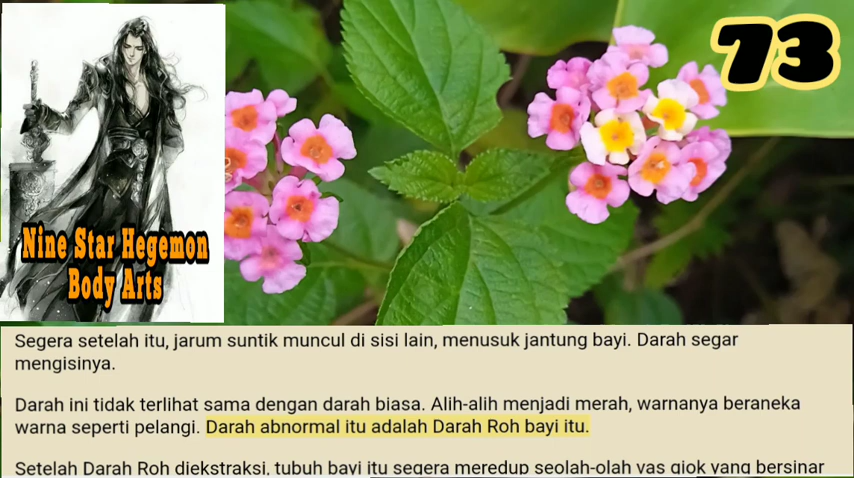 73
Nine Star Hegemon
Body Arts
Segera setelah itu, jarum suntik muncul di sisi lain, menusuk jantung bayi. Darah segar
mengisinya.
Darah ini tidak terlihat sama dengan darah biasa. Alih-alih menjadi merah, warnanya beraneka
warna seperti pelangi. Darah abnormal itu adalah Darah Roh bayi itu.
Setelah Darah Roh diekstraksi, tubuh bayi itu segera meredup seolah-olah vas giok yang bersinar